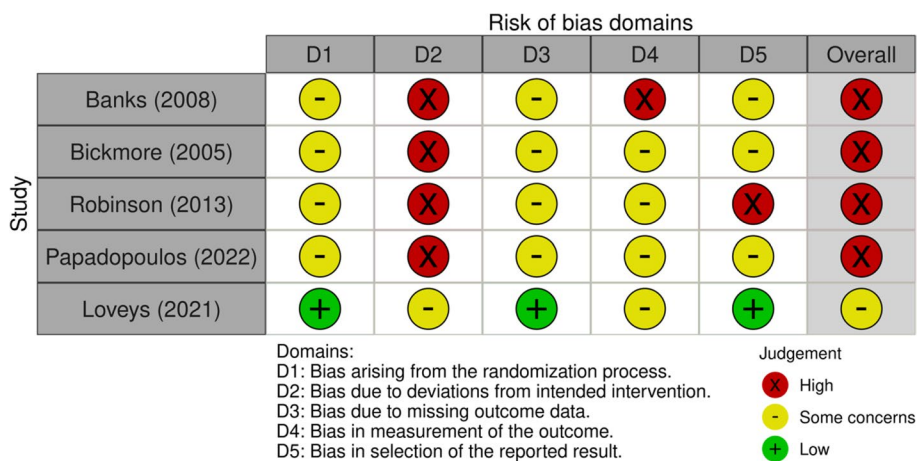 Risk of bias domains
D1 D2 D3 D4 D5 Overall
Study
Banks (2008) - X - X - X
Bickmore (2005) - X - - - X
Robinson (2013) - X - - X X
Papadopoulos (2022) - X - - - X
Loveys (2021) + - + - + -
Domains:
D1: Bias arising from the randomization process.
D2: Bias due to deviations from intended intervention.
D3: Bias due to missing outcome data.
D4: Bias in measurement of the outcome.
D5: Bias in selection of the reported result.
Judgement
X High
- Some concerns
+ Low